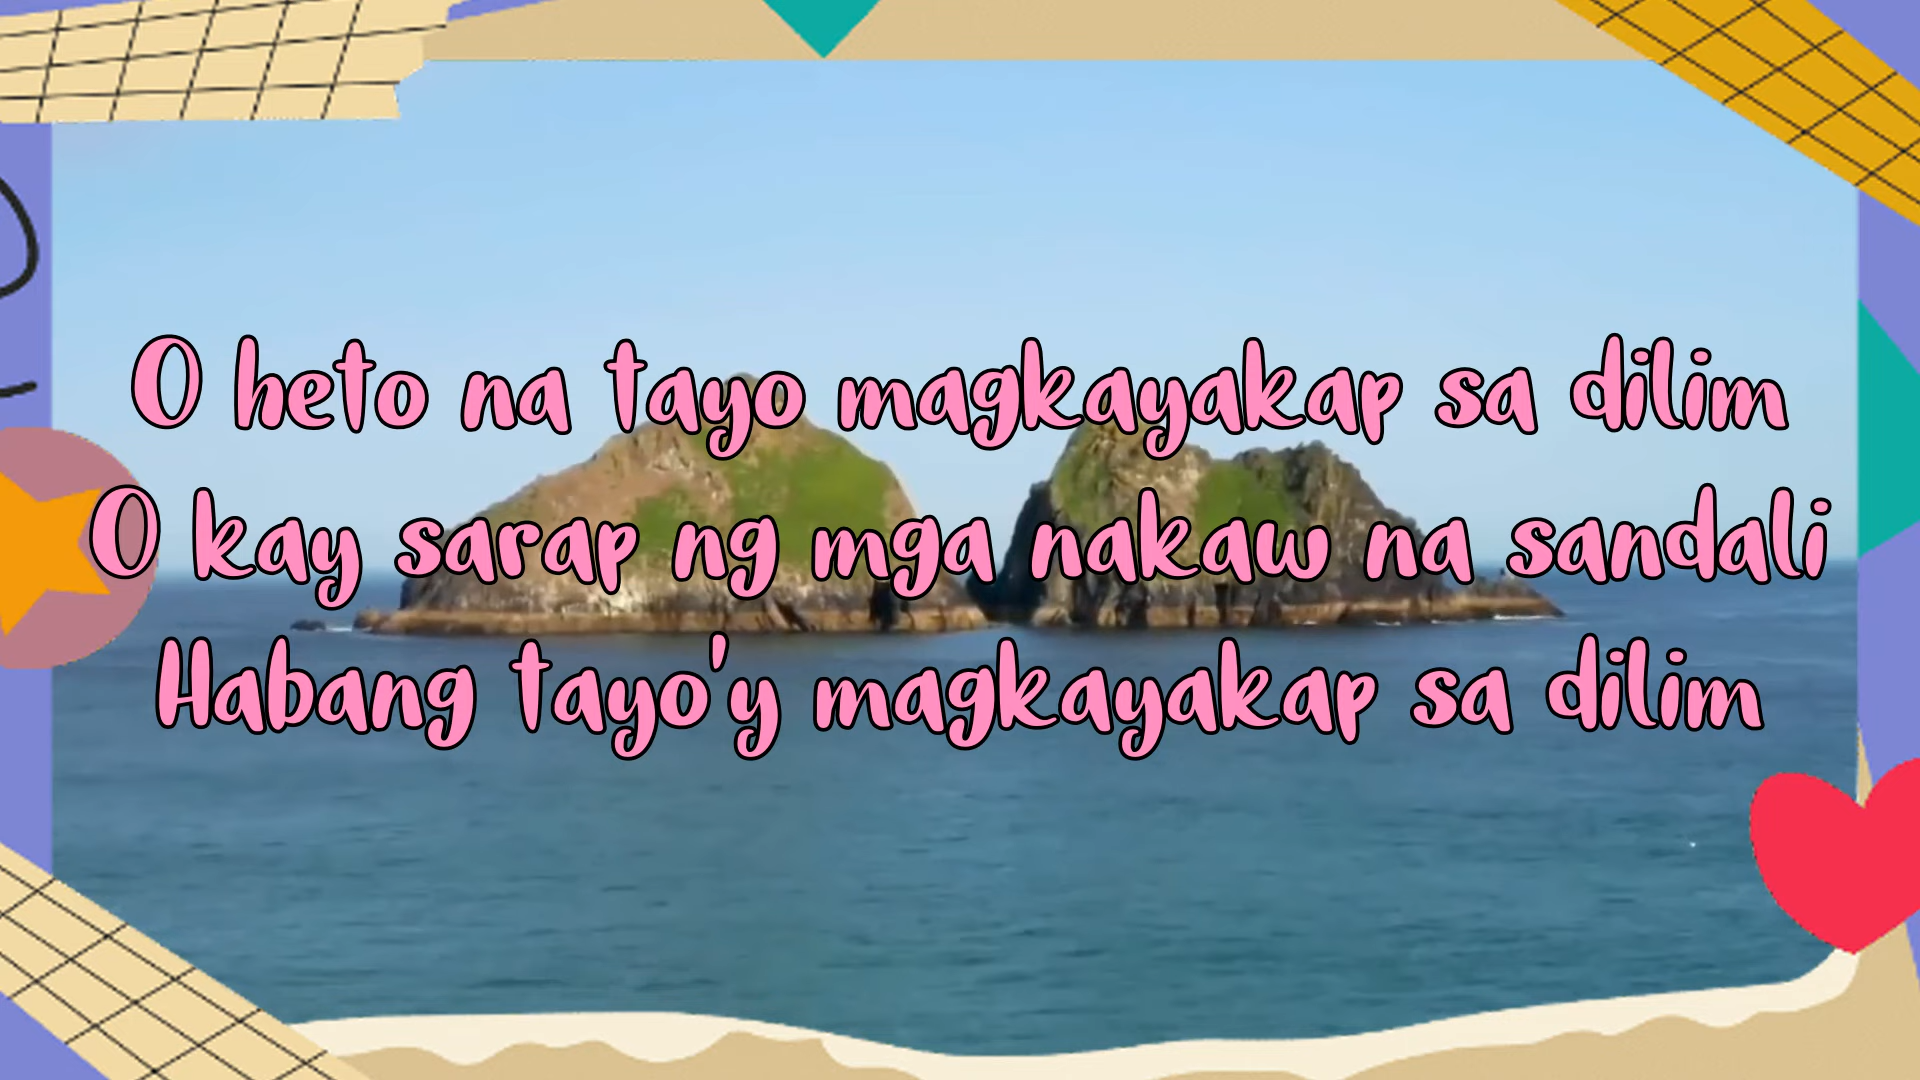 O heto na tayo magkayakap sa dilim
O kay sarap ng mga nakaw na sandali
Habang tayo'y magkayakap sa dilim